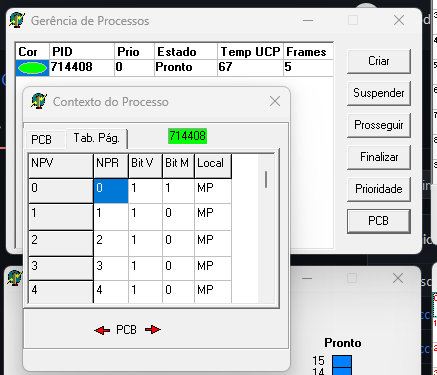 Gerência de Processos
Cor PID Prio Estado Temp UCP Frames
714408 0 Pronto 67 5
Criar
Suspender
Prosseguir
Finalizar
Prioridade
PCB
Contexto do Processo
PCB Tab. Pág. 714408
NPV NPR Bit V Bit M Local
0 0 1 1 MP
1 1 1 0 MP
2 2 1 0 MP
3 3 1 0 MP
4 4 1 0 MP
PCB
Pronto
15
14